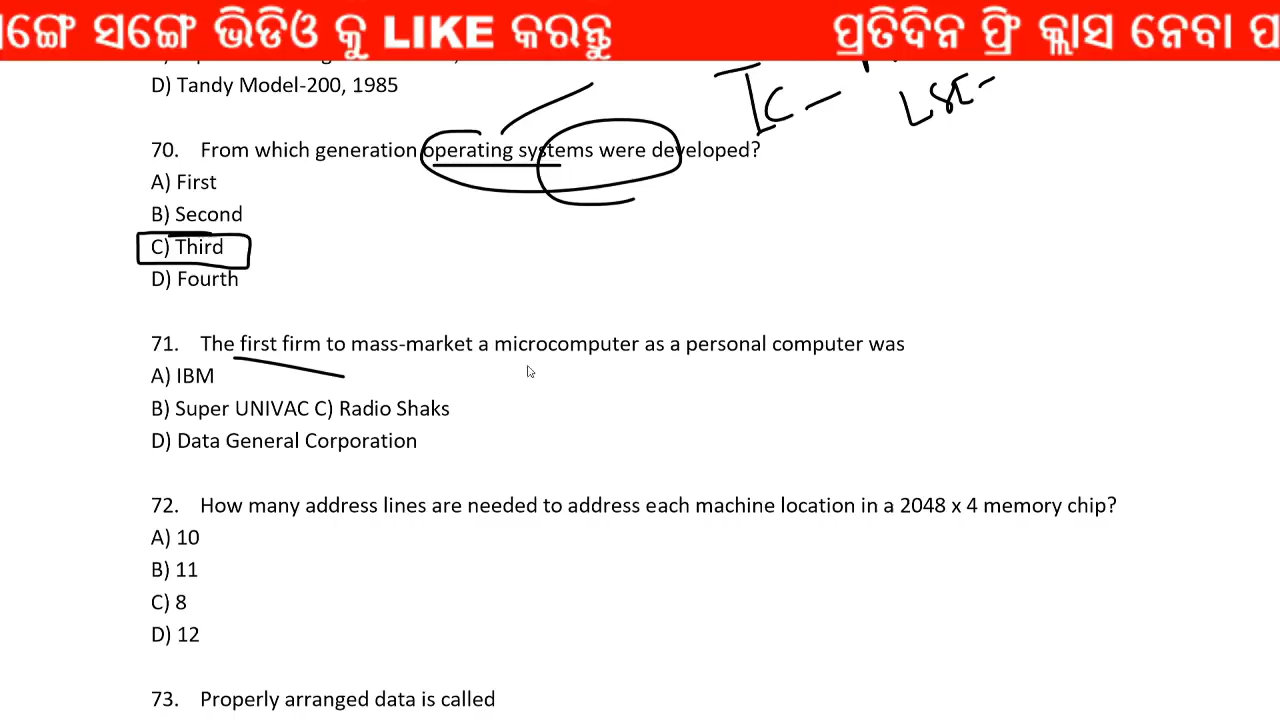 ସଙ୍ଗେ ସଙ୍ଗେ ଭିଡିଓ କୁ LIKE କରନ୍ତୁ ପ୍ରତିଦିନ ଫ୍ରି କ୍ଲାସ ନେବା
D) Tandy Model-200, 1985
IC -
70. From which generation operating systems were developed?
A) First
B) Second
C) Third
D) Fourth
71. The first firm to mass-market a microcomputer as a personal computer was
A) IBM
B) Super UNIVAC C) Radio Shaks
D) Data General Corporation
72. How many address lines are needed to address each machine location in a 2048 x 4 memory chip?
A) 10
B) 11
C) 8
D) 12
73. Properly arranged data is called